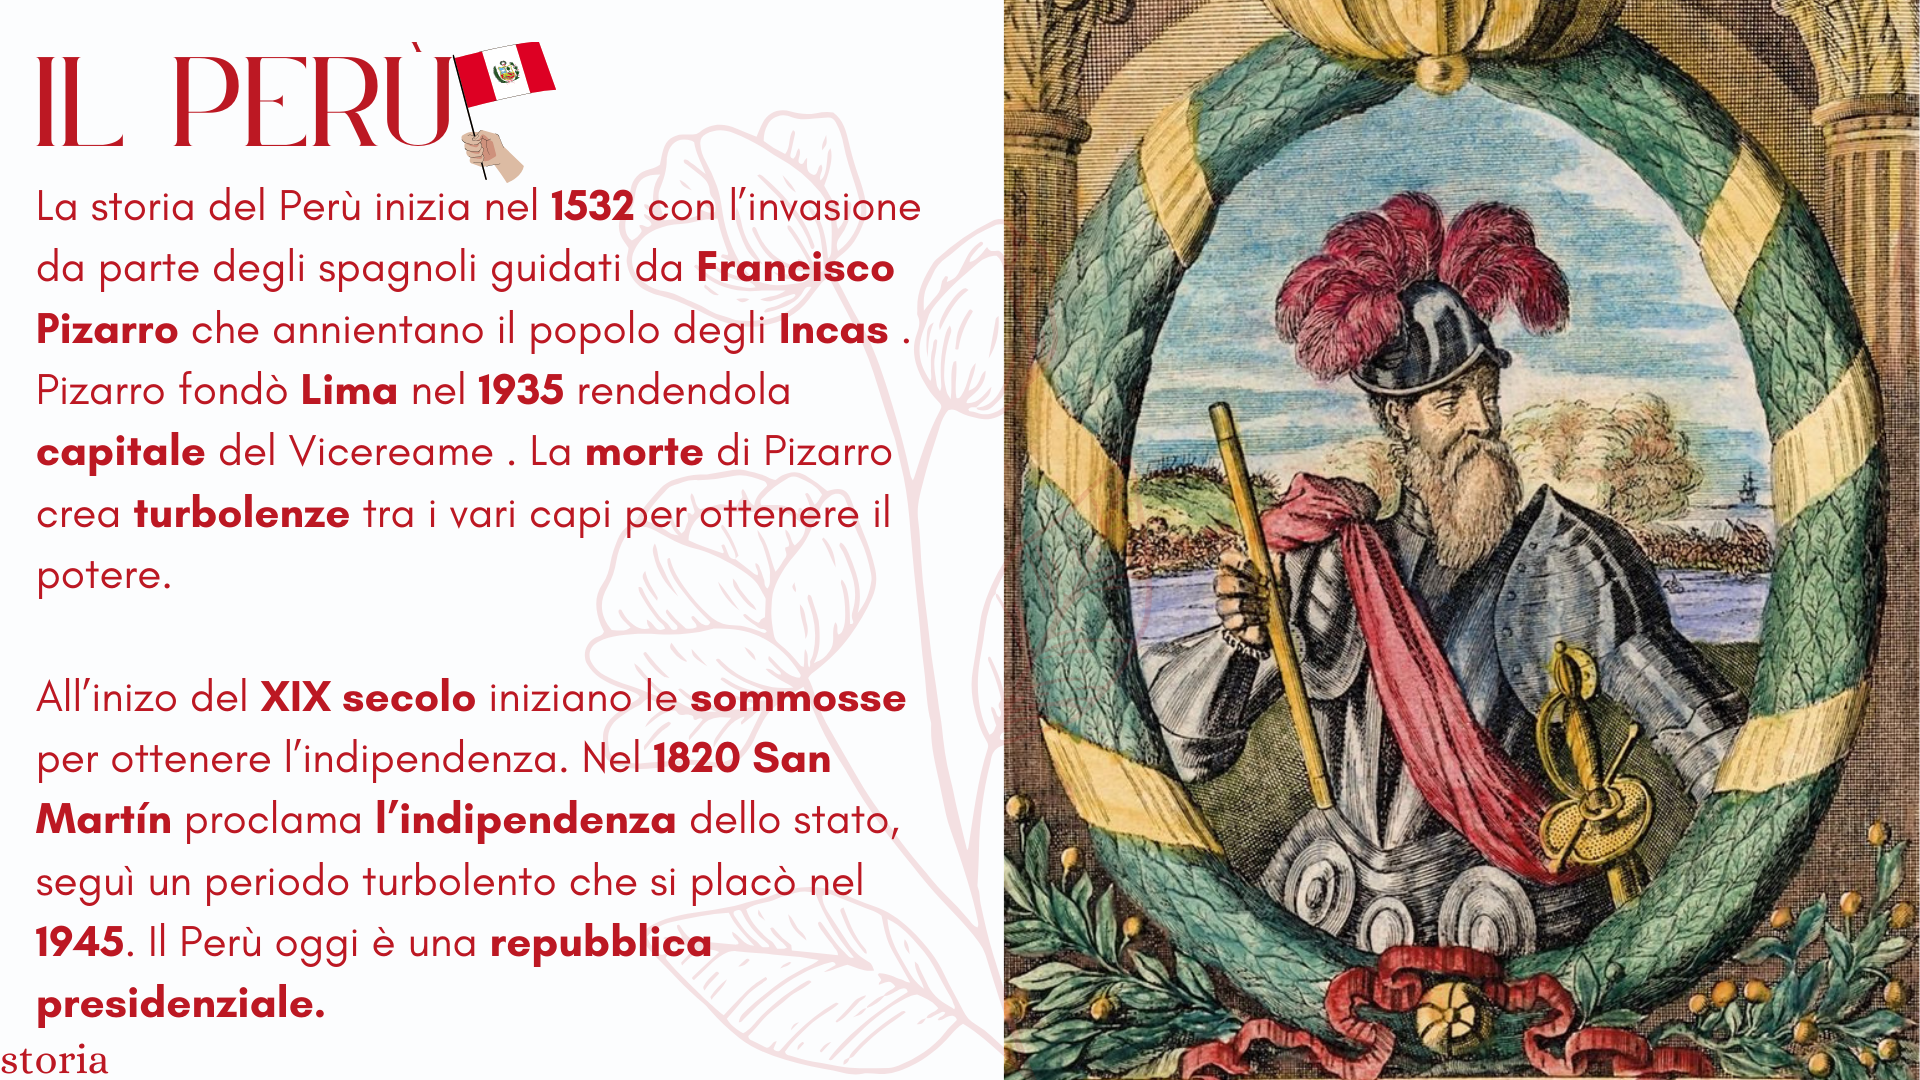 IL PERÙ
La storia del Perù inizia nel 1532 con l’invasione
da parte degli spagnoli guidati da Francisco
Pizarro che annientano il popolo degli Incas .
Pizarro fondò Lima nel 1935 rendendola
capitale del Vicereame . La morte di Pizarro
crea turbolenze tra i vari capi per ottenere il
potere.
All’inizo del XIX secolo iniziano le sommosse
per ottenere l’indipendenza. Nel 1820 San
Martín proclama l’indipendenza dello stato,
seguì un periodo turbolento che si placò nel
1945. Il Perù oggi è una repubblica
presidenziale.
storia